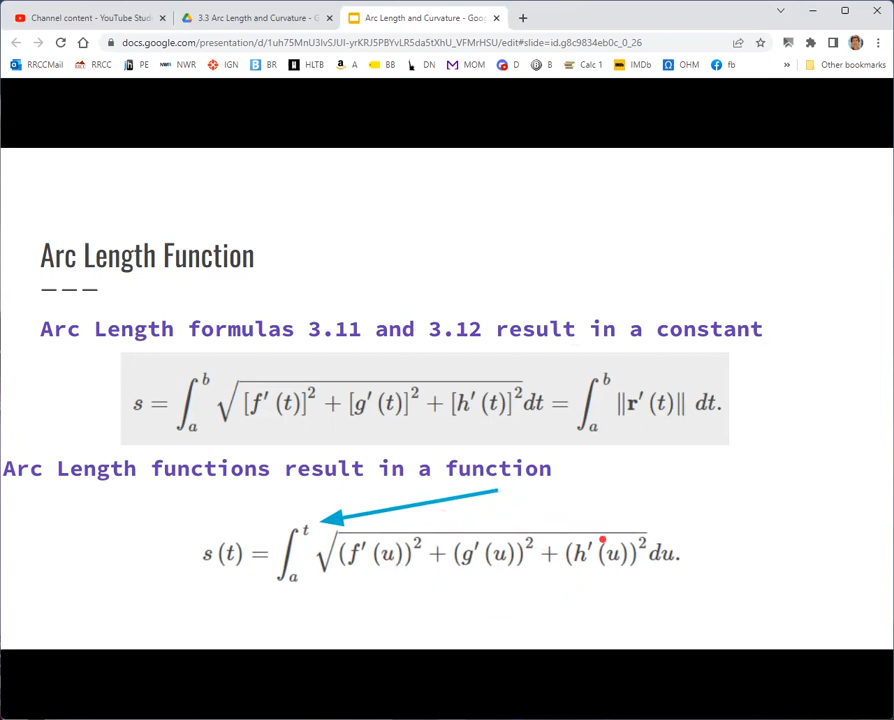 Channel content - YouTube Stud
3.3 Arc Length and Curvature - G
Arc Length and Curvature - Goog
docs.google.com/presentation/d/1uh75MnU3lvSJUI-yrKRJ5PBYvLR5da5tXhU_VFMrHSU/edit#slide=id.g8c9834eb0c_0_26
RRCCMail RRCC PE NWR IGN BR HLTB A BB DN MOM D B Calc 1 IMDb OHM fb » Other bookmarks
Arc Length Function
Arc Length formulas 3.11 and 3.12 result in a constant
s = ∫_a^b √([f′(t)]² + [g′(t)]² + [h′(t)]²) dt = ∫_a^b ‖r′(t)‖ dt.
Arc Length functions result in a function
s(t) = ∫_a^t √((f′(u))² + (g′(u))² + (h′(u))²) du.